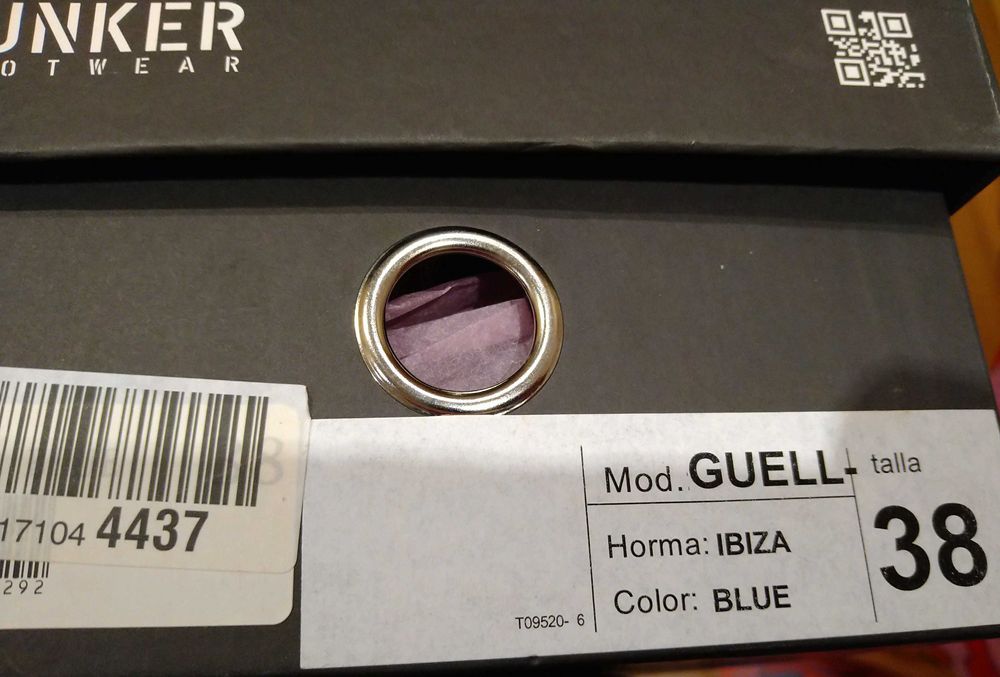 UNKER
OTWEAR
17104 4437
292
Mod. GUELL-
talla
38
Horma: IBIZA
Color: BLUE
T09520- 6